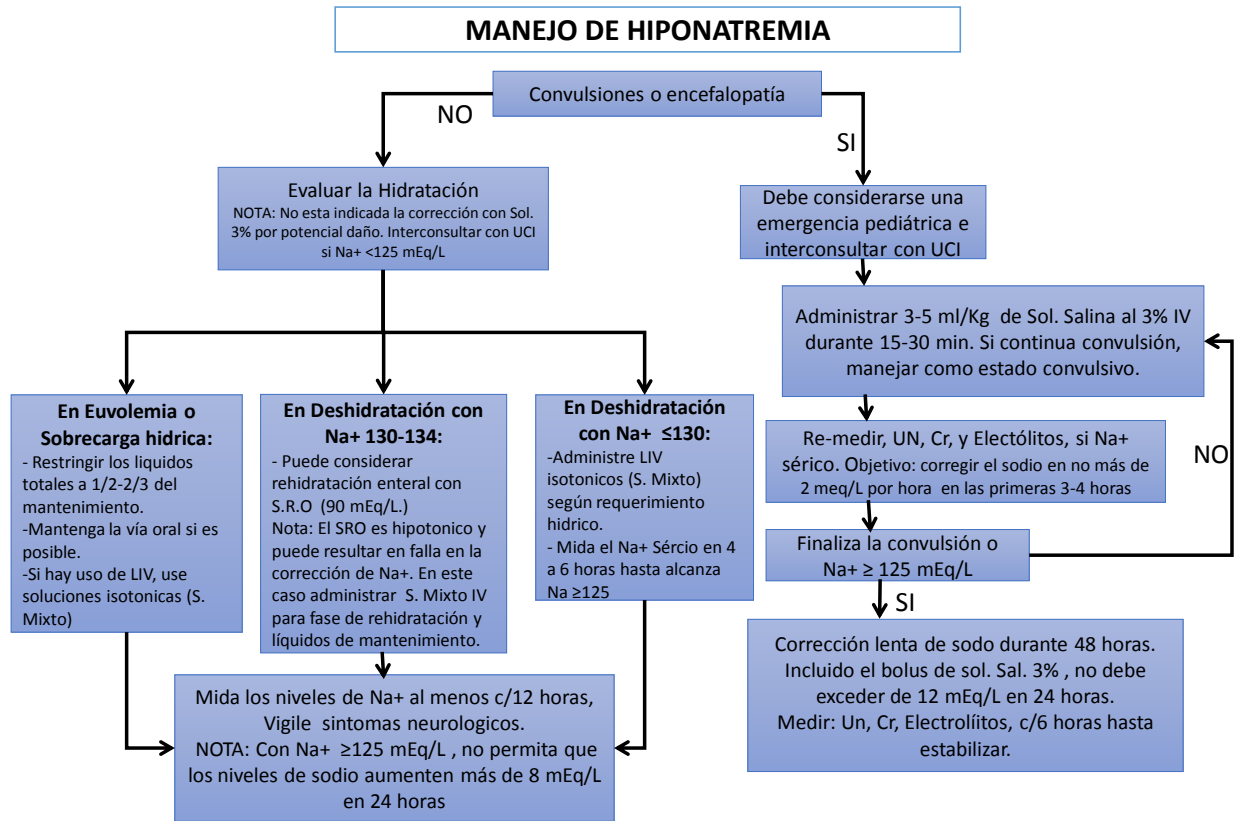 MANEJO DE HIPONATREMIA
Convulsiones o encefalopatía
NO
SI
Evaluar la Hidratación
NOTA: No esta indicada la corrección con Sol.
3% por potencial daño. Interconsultar con UCI
si Na+ <125 mEq/L
Debe considerarse una
emergencia pediátrica e
interconsultar con UCI
Administrar 3-5 ml/Kg de Sol. Salina al 3% IV
durante 15-30 min. Si continua convulsión,
manejar como estado convulsivo.
En Euvolemia o
Sobrecarga hidrica:
- Restringir los liquidos
totales a 1/2-2/3 del
mantenimiento.
-Mantenga la vía oral si es
posible.
-Si hay uso de LIV, use
soluciones isotonicas (S.
Mixto)
En Deshidratación con
Na+ 130-134:
- Puede considerar
rehidratación enteral con
S.R.O (90 mEq/L.)
Nota: El SRO es hipotonico y
puede resultar en falla en la
corrección de Na+. En este
caso administrar S. Mixto IV
para fase de rehidratación y
líquidos de mantenimiento.
En Deshidratación
con Na+ ≤130:
-Administre LIV
isotonicos (S. Mixto)
según requerimiento
hidrico.
- Mida el Na+ Sércio en 4
a 6 horas hasta alcanza
Na ≥125
Re-medir, UN, Cr, y Electólitos, si Na+
sérico. Objetivo: corregir el sodio en no más de
2 meq/L por hora en las primeras 3-4 horas
NO
Finaliza la convulsión o
Na+ ≥ 125 mEq/L
SI
Corrección lenta de sodo durante 48 horas.
Incluido el bolus de sol. Sal. 3% , no debe
exceder de 12 mEq/L en 24 horas.
Medir: Un, Cr, Electrolíitos, c/6 horas hasta
estabilizar.
Mida los niveles de Na+ al menos c/12 horas,
Vigile sintomas neurologicos.
NOTA: Con Na+ ≥125 mEq/L , no permita que
los niveles de sodio aumenten más de 8 mEq/L
en 24 horas